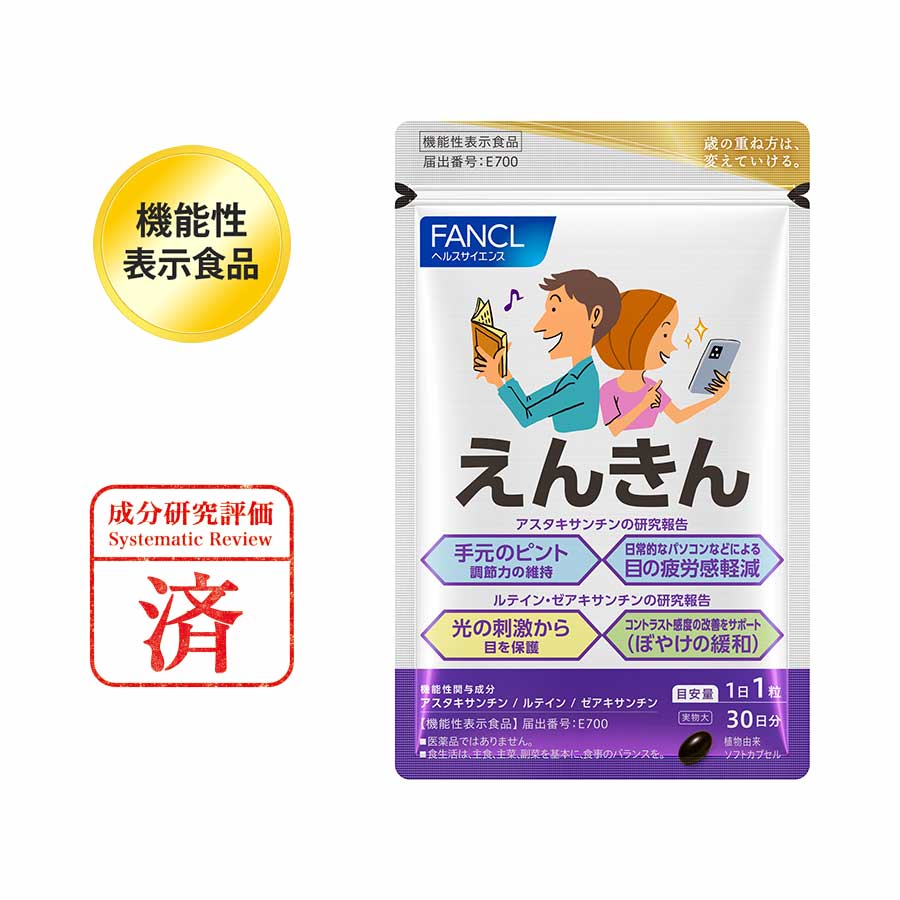 機能性
表示食品
成分研究評価
Systematic Review
済
機能性表示食品
届出番号:E700
歳の重ね方は、
変えていける。
FANCL
ヘルスサイエンス
えんきん
アスタキサンチンの研究報告
手元のピント
調節力の維持
日常的なパソコンなどによる
目の疲労感軽減
ルテイン・ゼアキサンチンの研究報告
光の刺激から
目を保護
コントラスト感度の改善をサポート
(ぼやけの緩和)
機能性関与成分
アスタキサンチン / ルテイン / ゼアキサンチン
【機能性表示食品】届出番号:E700
■医薬品ではありません。
■食生活は、主食、主菜、副菜を基本に、食事のバランスを。
目安量 1日1粒
実物大 30日分
植物由来
ソフトカプセル